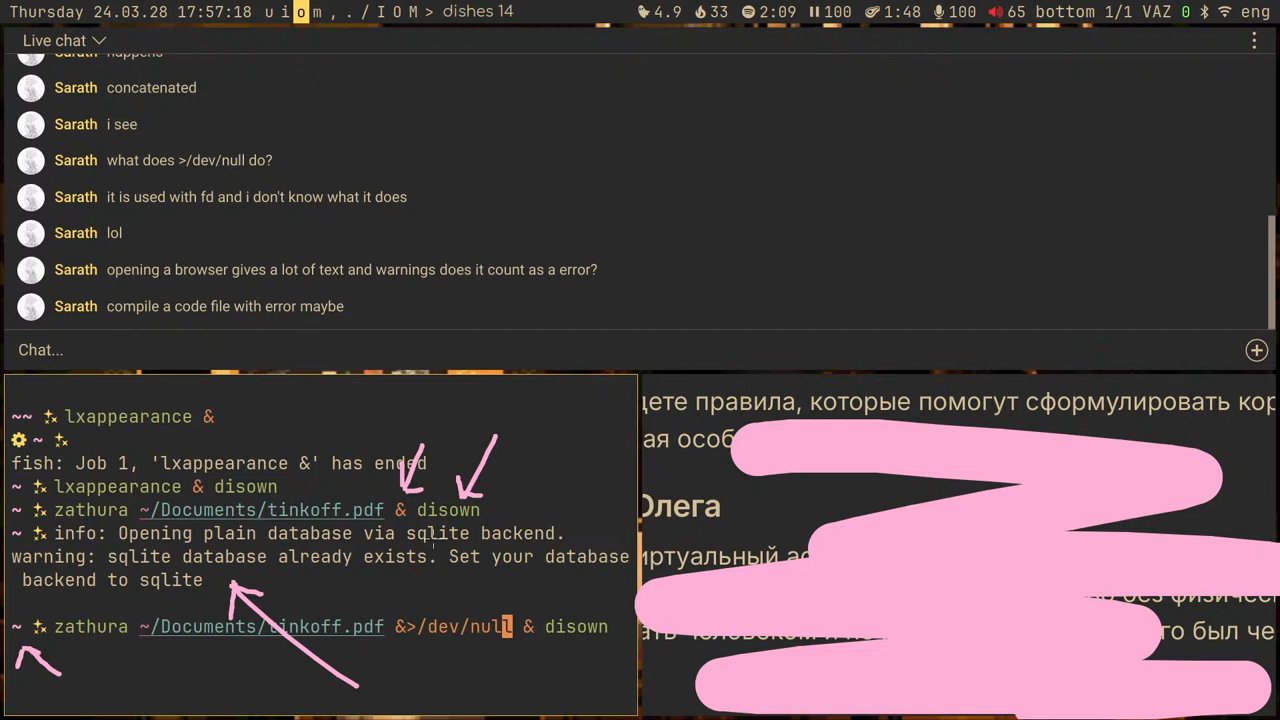 Thursday 24.03.28 16:57:18 u i o m , . / I O M > dishes 14 4.9 33 2:09 100 1:48 100 65 bottom 1/1 VAZ 0 eng
Live chat
happens
Sarath concatenated
Sarath i see
Sarath what does >/dev/null do?
Sarath it is used with fd and i don't know what it does
Sarath lol
Sarath opening a browser gives a lot of text and warnings does it count as a error?
Sarath compile a code file with error maybe
Chat...
~~ lxappearance &
~
fish: Job 1, 'lxappearance &' has ended
~ lxappearance & disown
~ zathura ~/Documents/tinkoff.pdf & disown
~ info: Opening plain database via sqlite backend.
warning: sqlite database already exists. Set your database
backend to sqlite
~ zathura ~/Documents/tinkoff.pdf &>/dev/null & disown
дете правила, которые помогут сформулировать кор
ая особ
Олега
иртуальный ас